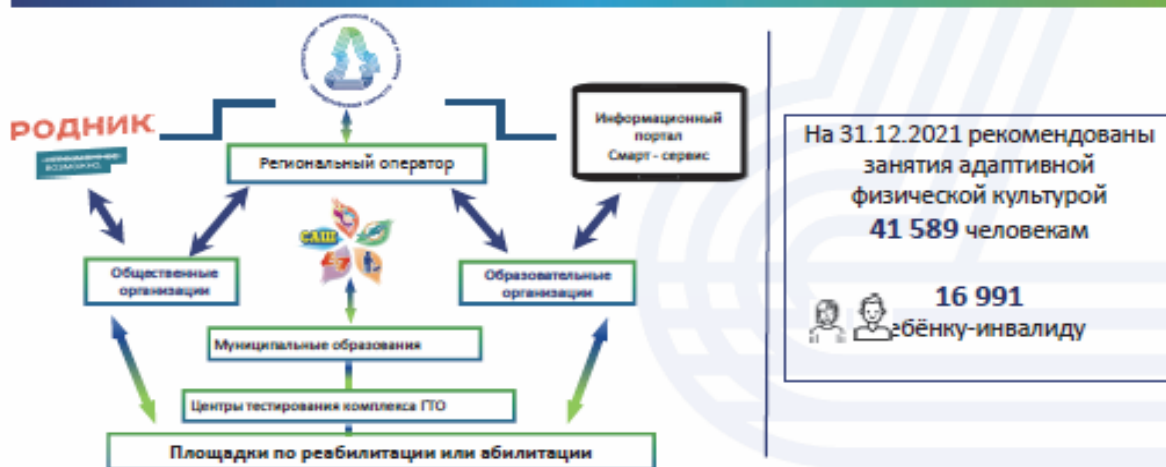 РОДНИК
ВОЗМОЖНО.
Информационный
портал
Смарт - сервис
Региональный оператор
САШ
Общественные
организации
Образовательные
организации
Муниципальные образования
Центры тестирования комплекса ГТО
Площадки по реабилитации или абилитации
На 31.12.2021 рекомендованы
занятия адаптивной
физической культурой
41 589 человекам
16 991
ебёнку-инвалиду